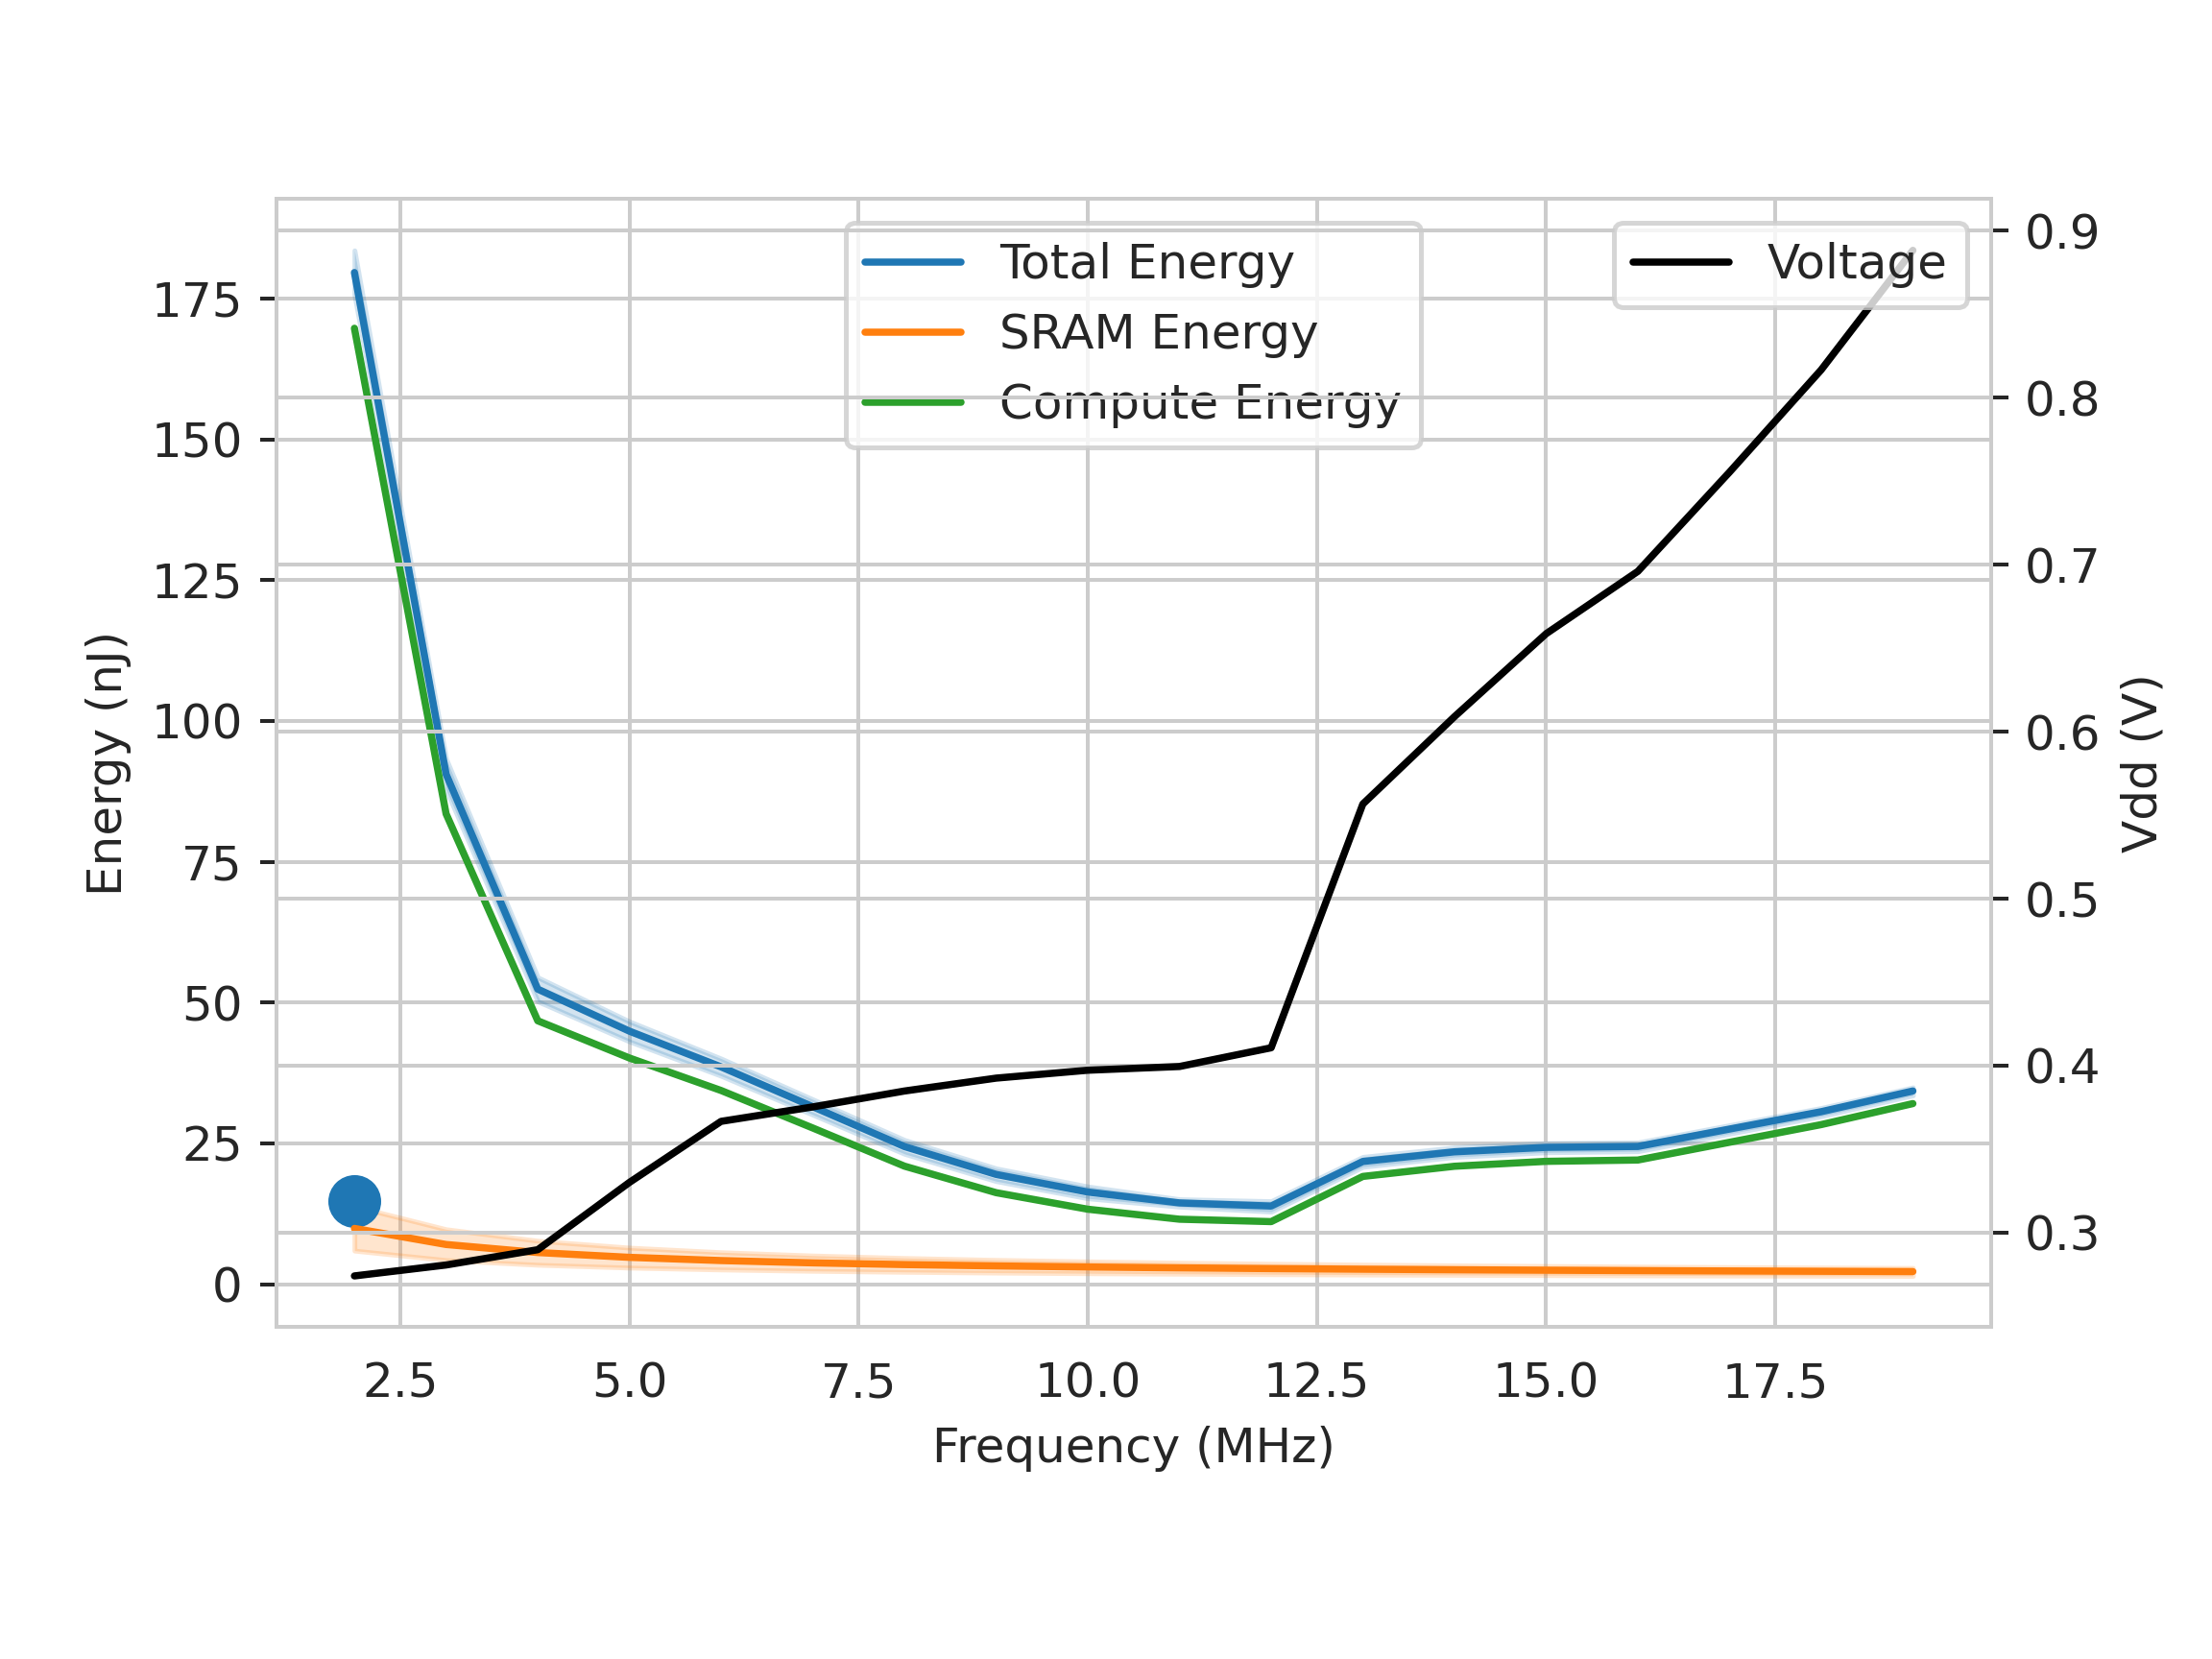 Total Energy
SRAM Energy
Compute Energy
Voltage
175
150
125
100
75
50
25
0
Energy (nJ)
0.9
0.8
0.7
0.6
0.5
0.4
0.3
Vdd (V)
2.5 5.0 7.5 10.0 12.5 15.0 17.5
Frequency (MHz)